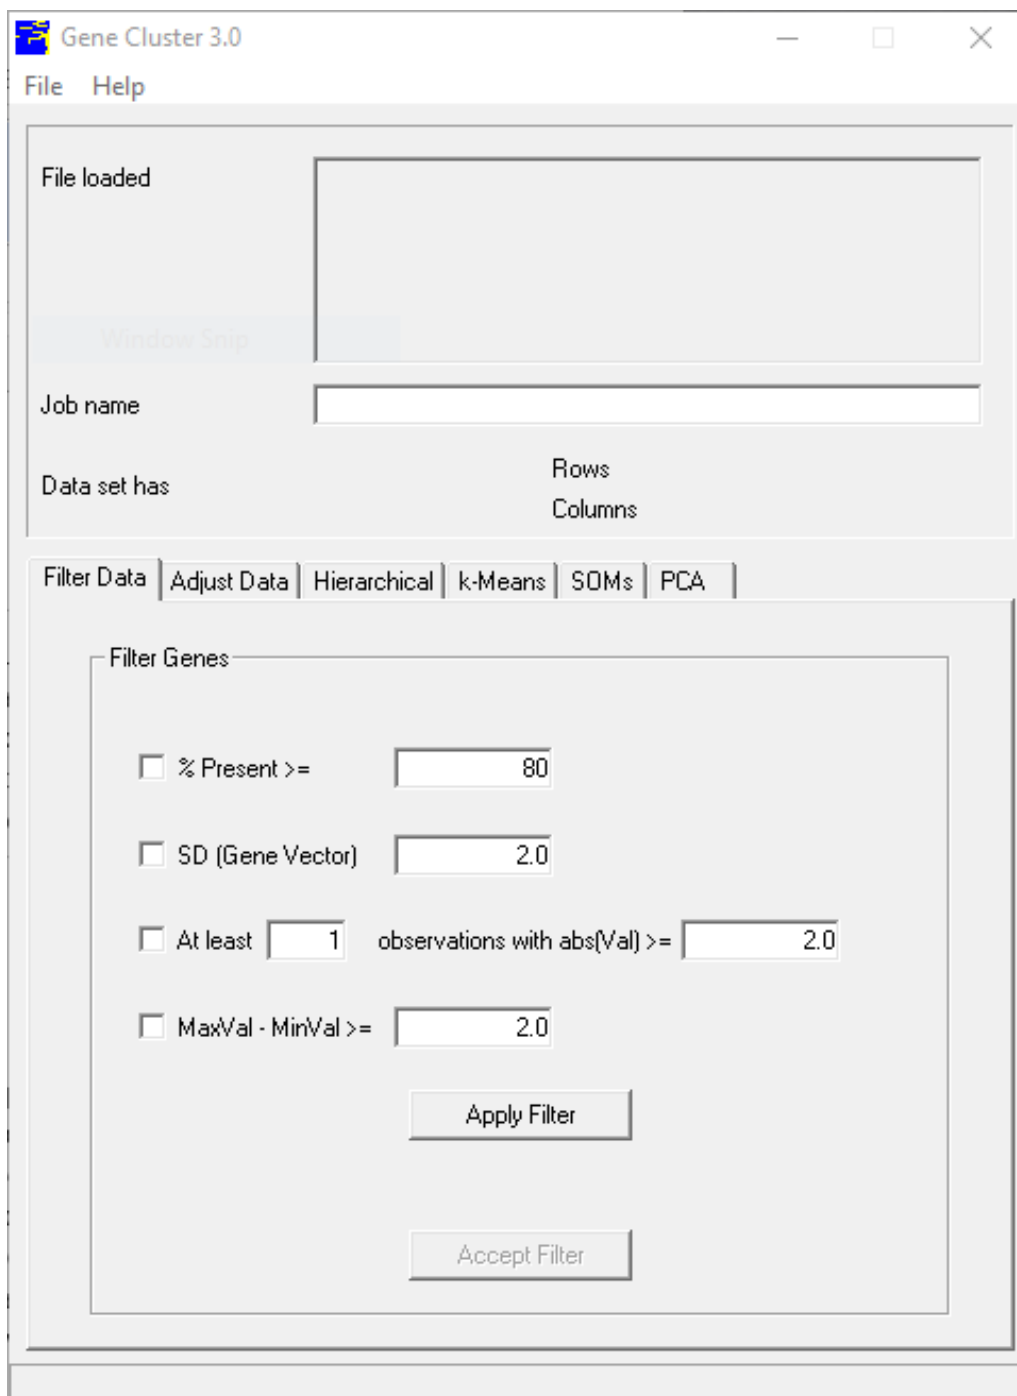 Gene Cluster 3.0
File Help
File loaded
Window Snip
Job name
Data set has
Rows
Columns
Filter Data Adjust Data Hierarchical k-Means SOMs PCA
Filter Genes
% Present >= 80
SD (Gene Vector) 2.0
At least 1 observations with abs(Val) >= 2.0
MaxVal - MinVal >= 2.0
Apply Filter
Accept Filter